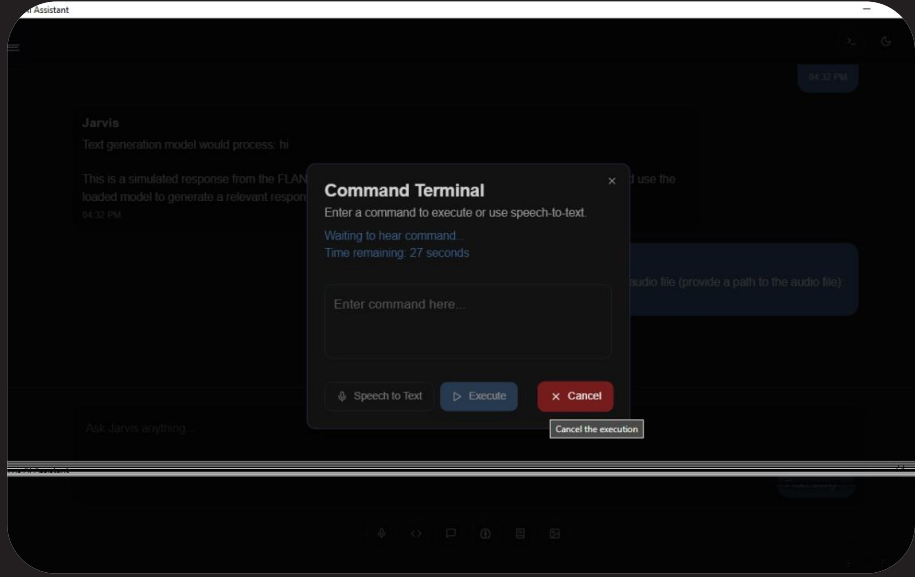 AI Assistant
04:32 PM
Jarvis
Text generation model would process: hi
This is a simulated response from the FLAN
d use the
loaded model to generate a relevant respon
04:32 PM
audio file (provide a path to the audio file):
Command Terminal
Enter a command to execute or use speech-to-text.
Waiting to hear command...
Time remaining: 27 seconds
Enter command here...
Speech to Text
Execute
Cancel
Cancel the execution
Ask Jarvis anything...